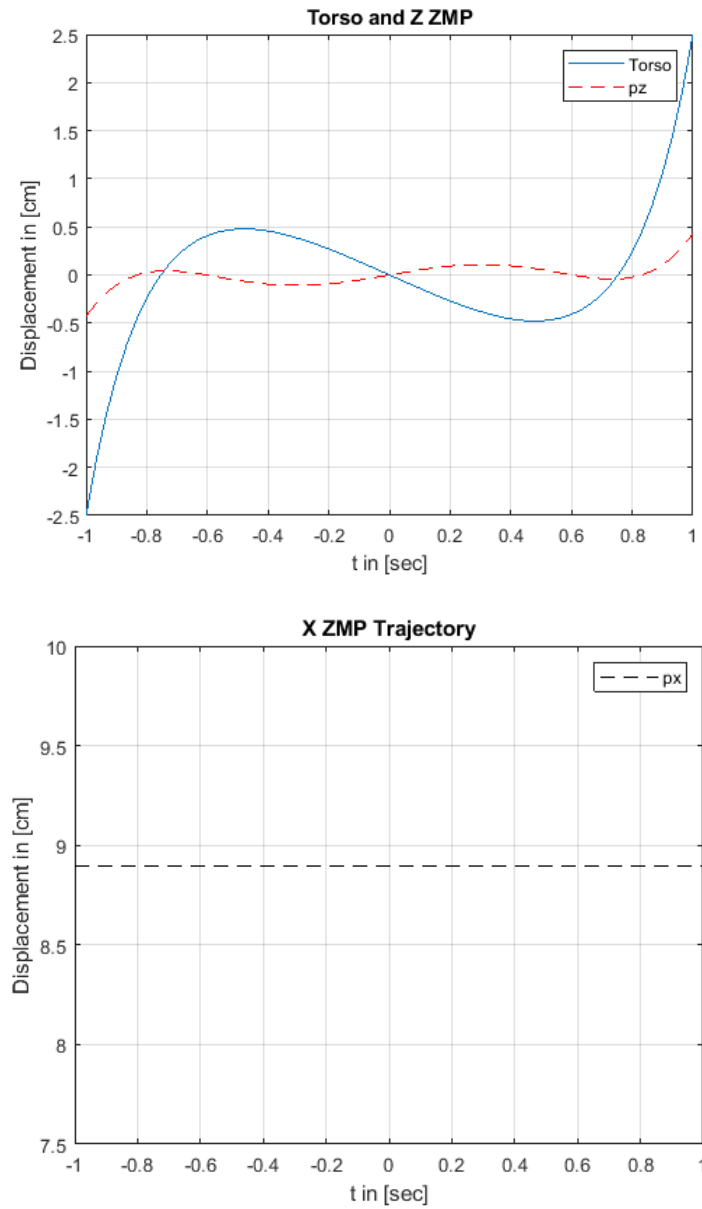 Torso and Z ZMP
2.5
2
1.5
1
0.5
0
-0.5
-1
-1.5
-2
-2.5
Displacement in [cm]
Torso
pz
-1 -0.8 -0.6 -0.4 -0.2 0 0.2 0.4 0.6 0.8 1
t in [sec]
X ZMP Trajectory
10
9.5
9
8.5
8
7.5
Displacement in [cm]
px
-1 -0.8 -0.6 -0.4 -0.2 0 0.2 0.4 0.6 0.8 1
t in [sec]